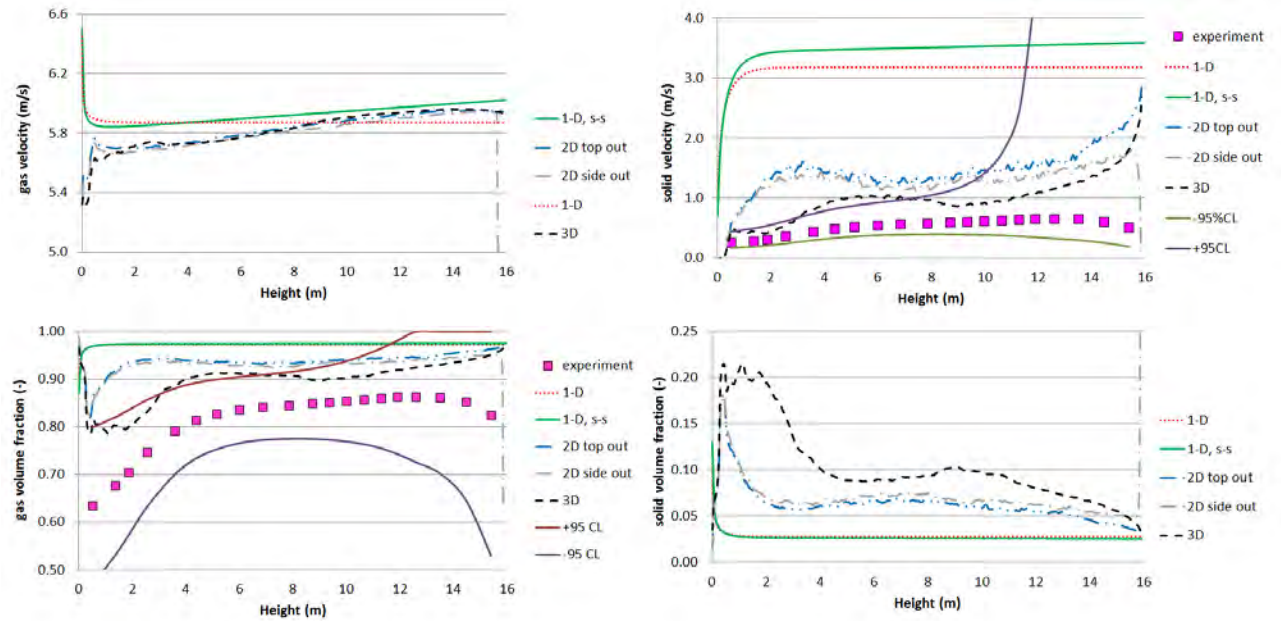 6.6
6.2
5.8
5.4
5.0
gas velocity (m/s)
0 2 4 6 8 10 12 14 16
Height (m)
1-D, s-s
2D top out
2D side out
1-D
3D
4.0
3.0
2.0
1.0
0.0
solid velocity (m/s)
0 2 4 6 8 10 12 14 16
Height (m)
experiment
1-D
1-D, s-s
2D top out
2D side out
3D
-95%CL
+95CL
1.00
0.90
0.80
0.70
0.60
0.50
gas volume fraction (-)
0 2 4 6 8 10 12 14 16
Height (m)
experiment
1-D
1-D, s-s
2D top out
2D side out
3D
+95 CL
-95 CL
0.25
0.20
0.15
0.10
0.05
0.00
solid volume fraction (-)
0 2 4 6 8 10 12 14 16
Height (m)
1-D
1-D, s-s
2D top out
2D side out
3D